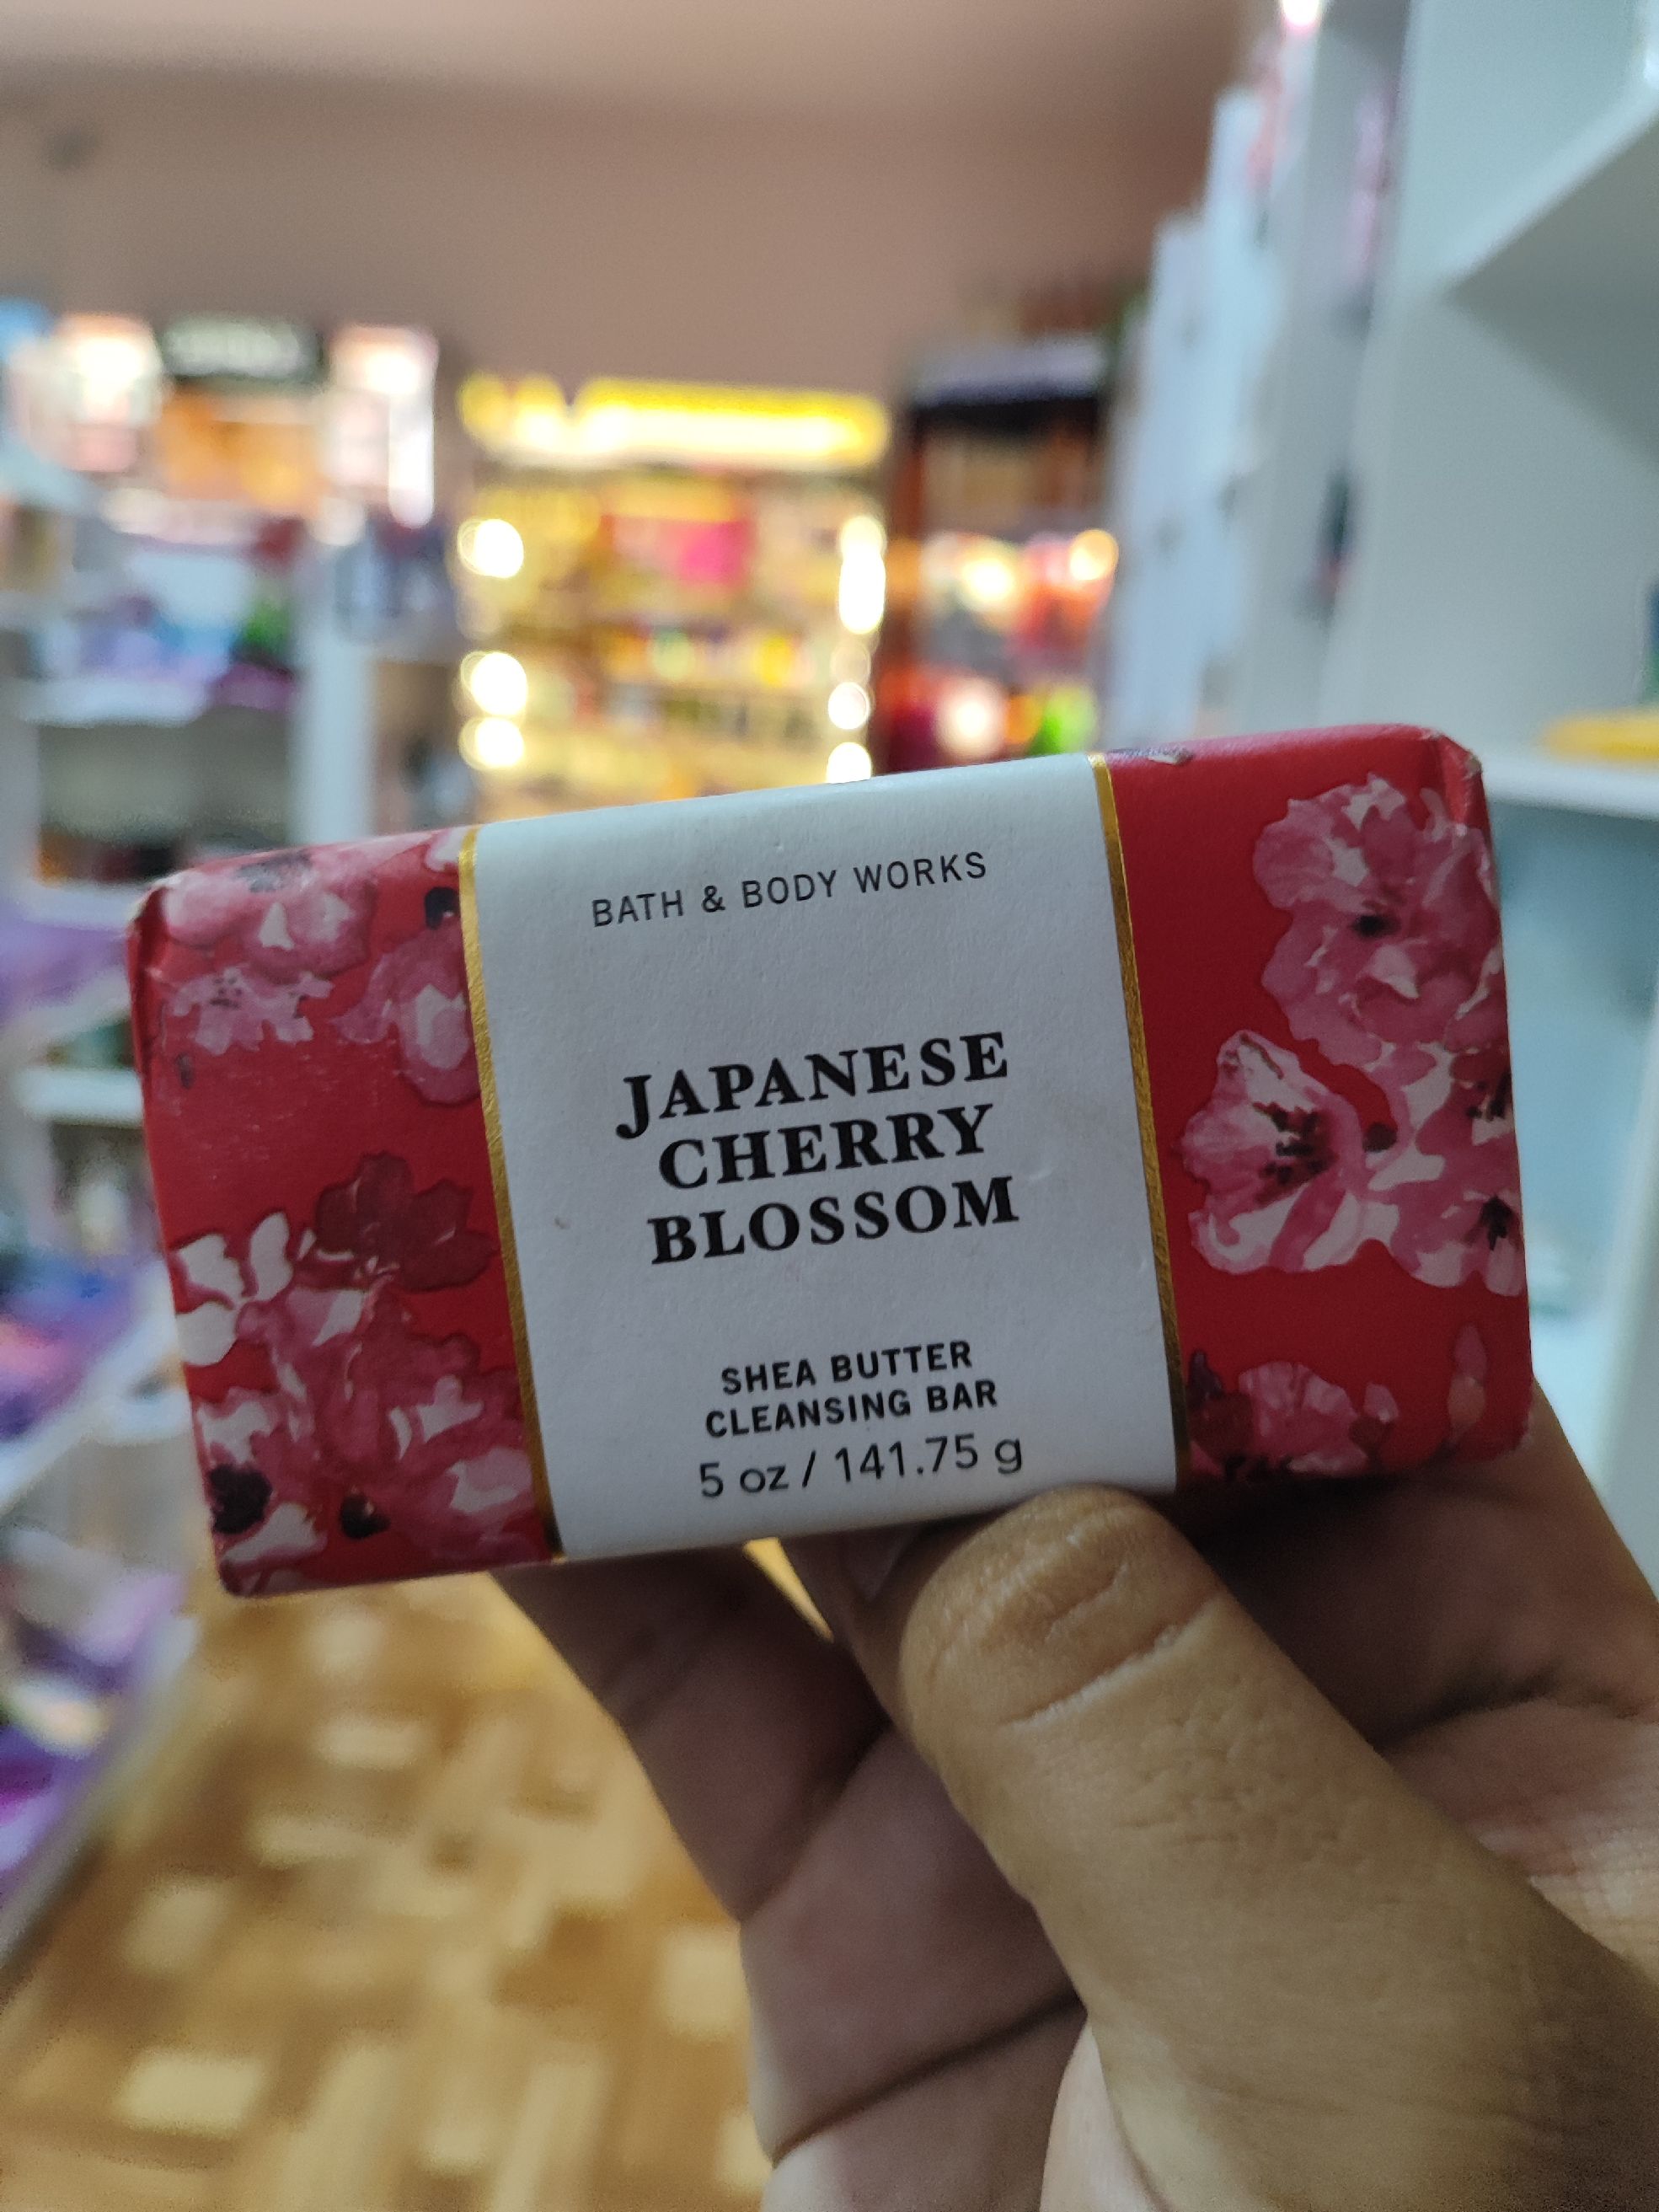 BATH & BODY WORKS
JAPANESE
CHERRY
BLOSSOM
SHEA BUTTER
CLEANSING BAR
5 oz / 141.75 g